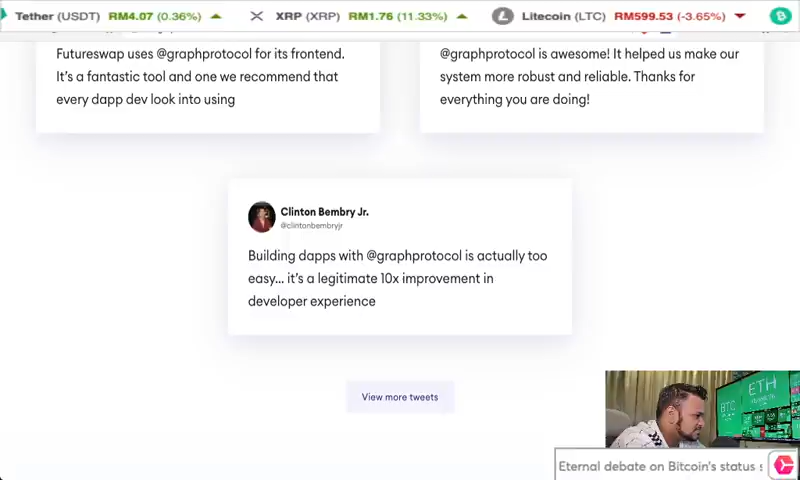 Tether (USDT) RM4.07 (0.36%) XRP (XRP) RM1.76 (11.33%) Litecoin (LTC) RM599.53 (-3.65%)
Futureswap uses @graphprotocol for its frontend.
It's a fantastic tool and one we recommend that
every dapp dev look into using
@graphprotocol is awesome! It helped us make our
system more robust and reliable. Thanks for
everything you are doing!
Clinton Bembry Jr.
@clintonbembryjr
Building dapps with @graphprotocol is actually too
easy... it's a legitimate 10x improvement in
developer experience
View more tweets
BTC
ETH
Eternal debate on Bitcoin's status